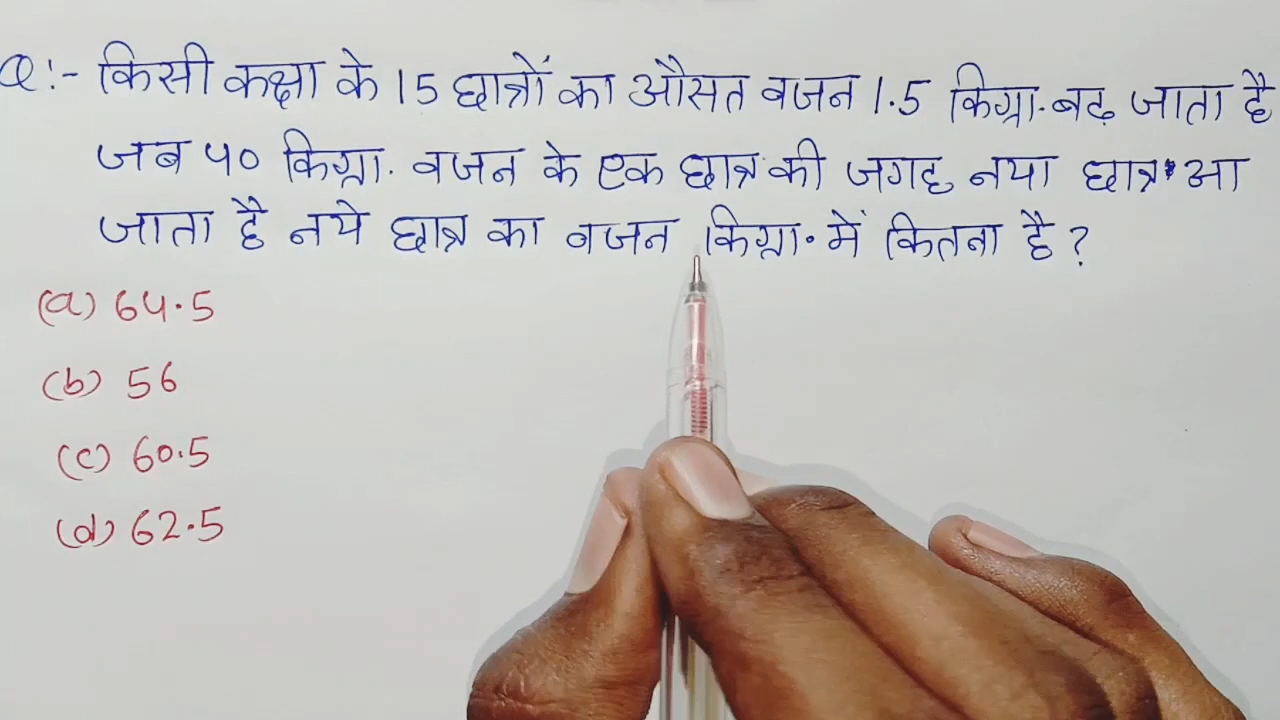 Q:- किसी कक्षा के 15 छात्रों का औसत वजन 1.5 किग्रा. बढ़ जाता है
जब 40 किग्रा. वजन के एक छात्र की जगह नया छात्र आ
जाता है नये छात्र का वजन किग्रा. में कितना है ?
(a) 64.5
(b) 56
(c) 60.5
(d) 62.5